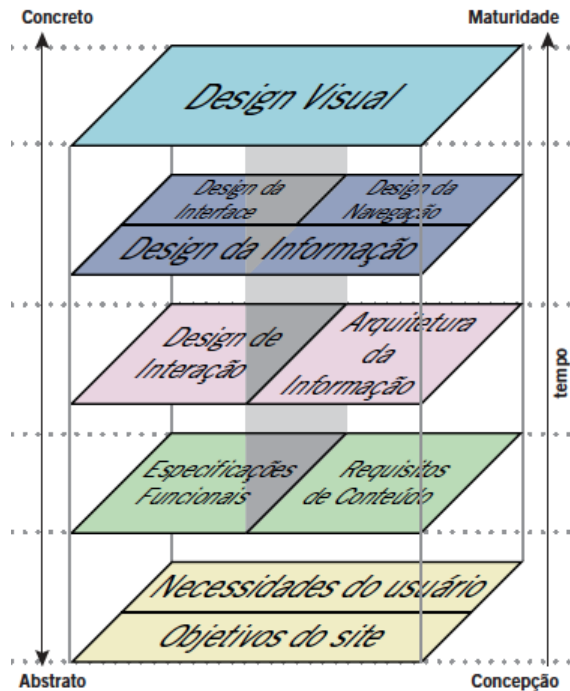 Concreto
Maturidade
Design Visual
Design da
Interface
Design da
Navegação
Design da Informação
Design de
Interação
Arquitetura
da
Informação
tempo
Especificações
Funcionais
Requisitos
de Conteúdo
Necessidades do usuário
Objetivos do site
Abstrato
Concepção